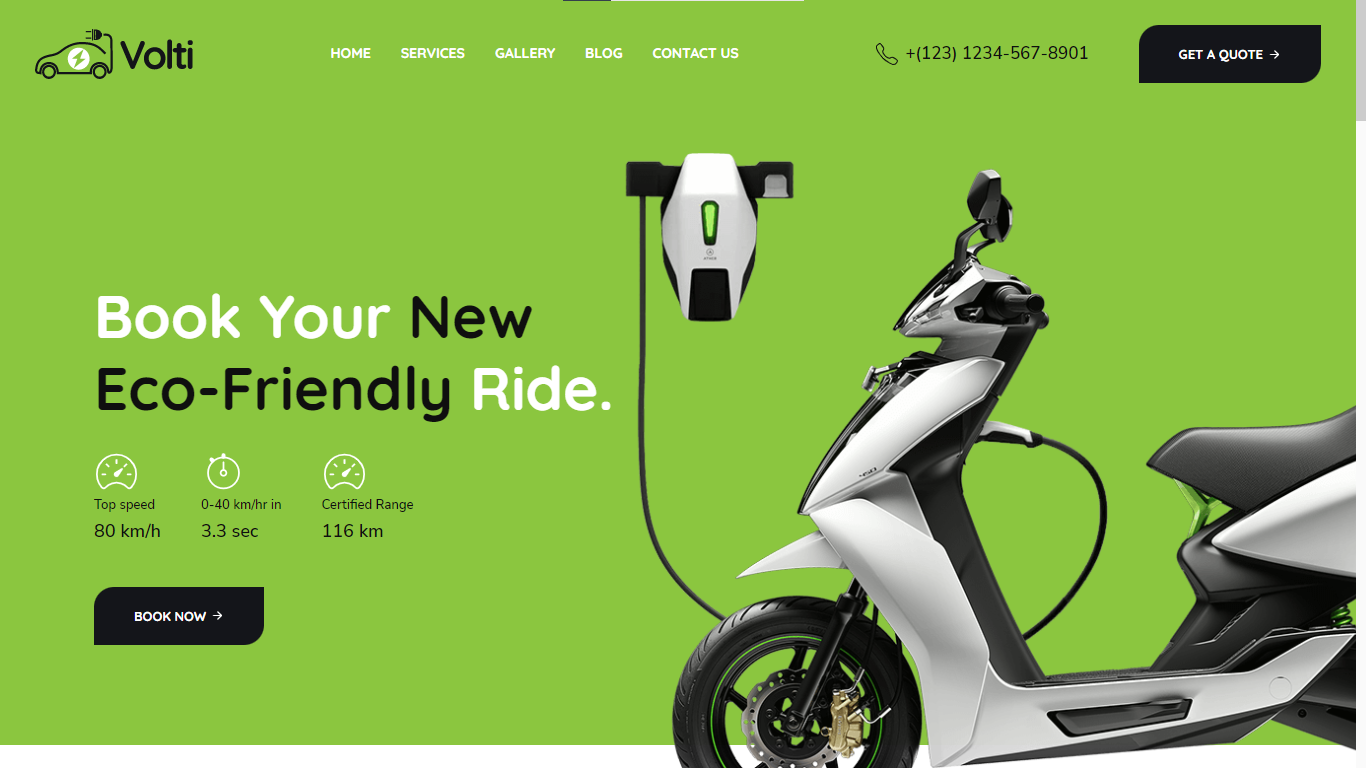 Volti
HOME SERVICES GALLERY BLOG CONTACT US
+(123) 1234-567-8901
GET A QUOTE →
Book Your New
Eco-Friendly Ride.
Top speed 0-40 km/hr in Certified Range
80 km/h 3.3 sec 116 km
BOOK NOW →
450